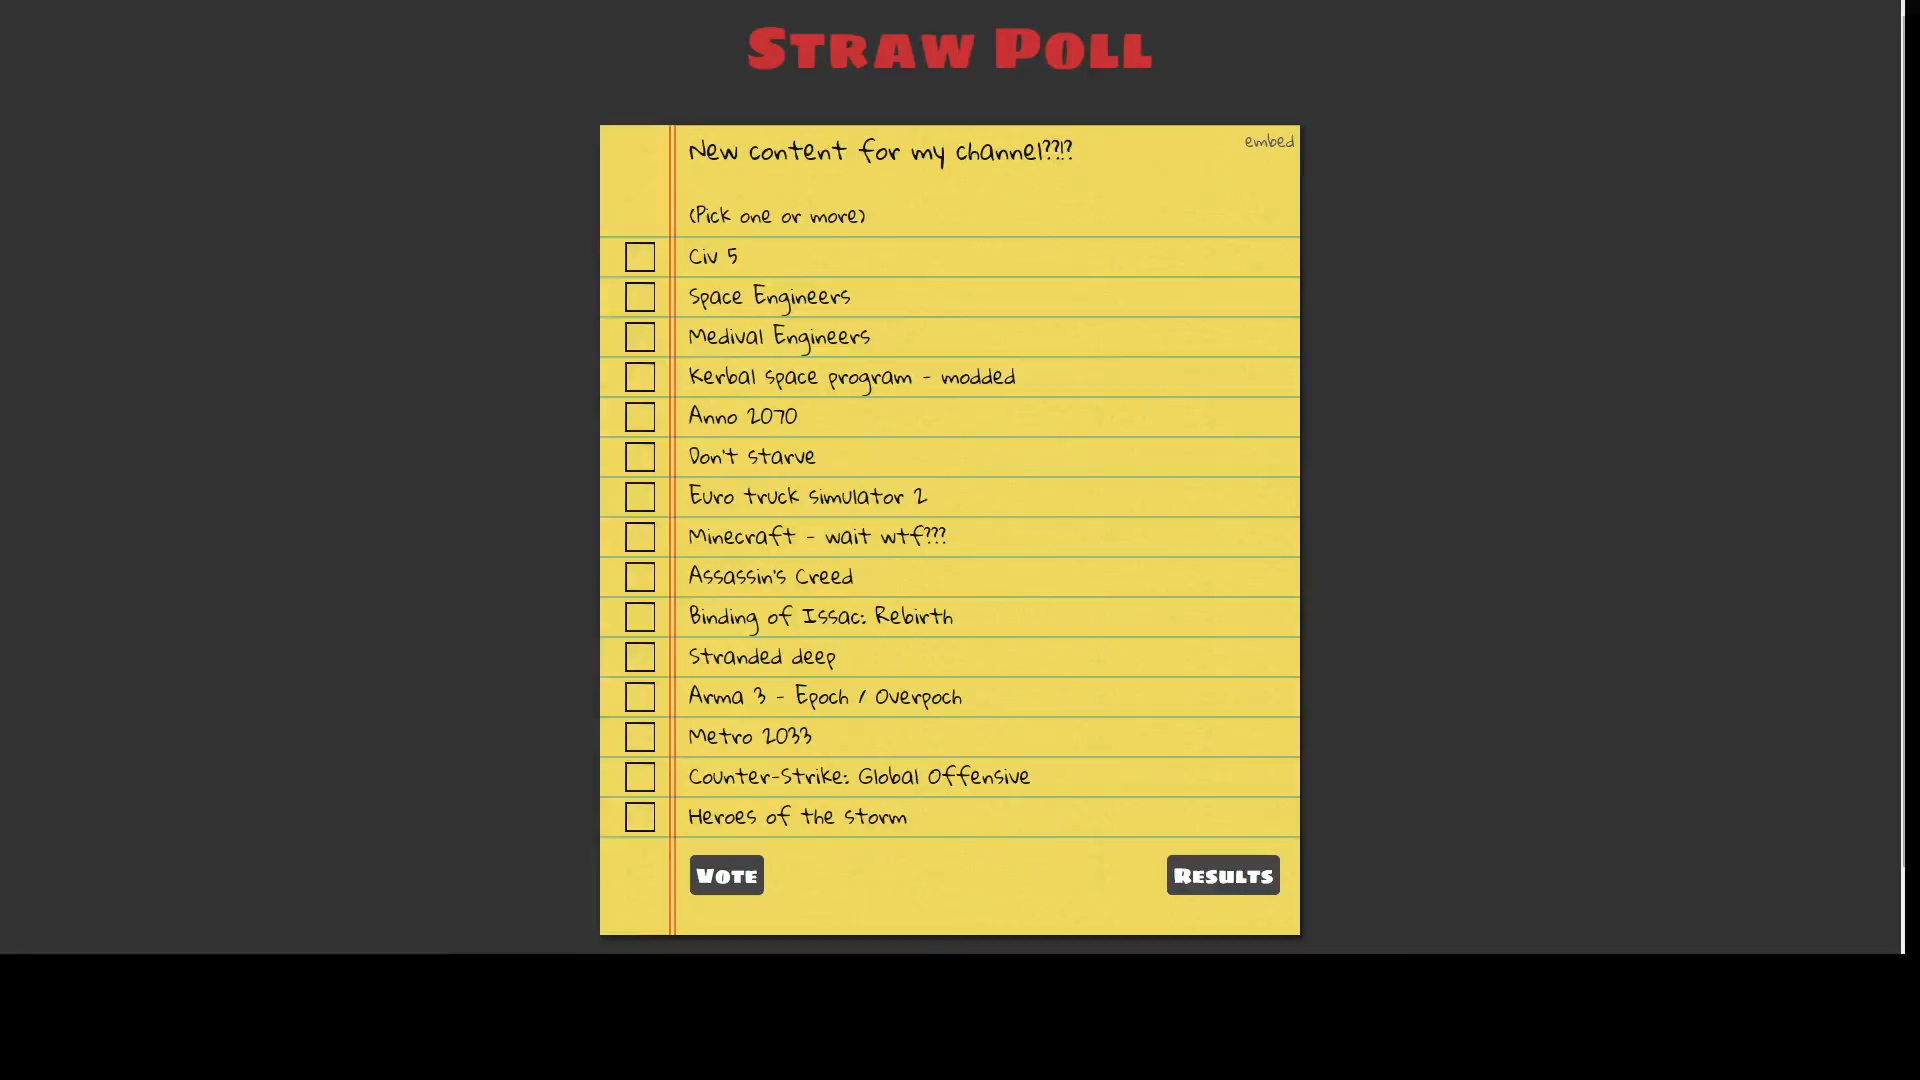 Straw Poll
New content for my channel??!?
embed
(Pick one or more)
Civ 5
Space Engineers
Medival Engineers
Kerbal space program - modded
Anno 2070
Don't starve
Euro truck simulator 2
Minecraft - wait wtf???
Assassin's Creed
Binding of Issac: Rebirth
Stranded deep
Arma 3 - Epoch / Overpoch
Metro 2033
Counter-Strike: Global Offensive
Heroes of the storm
Vote
Results